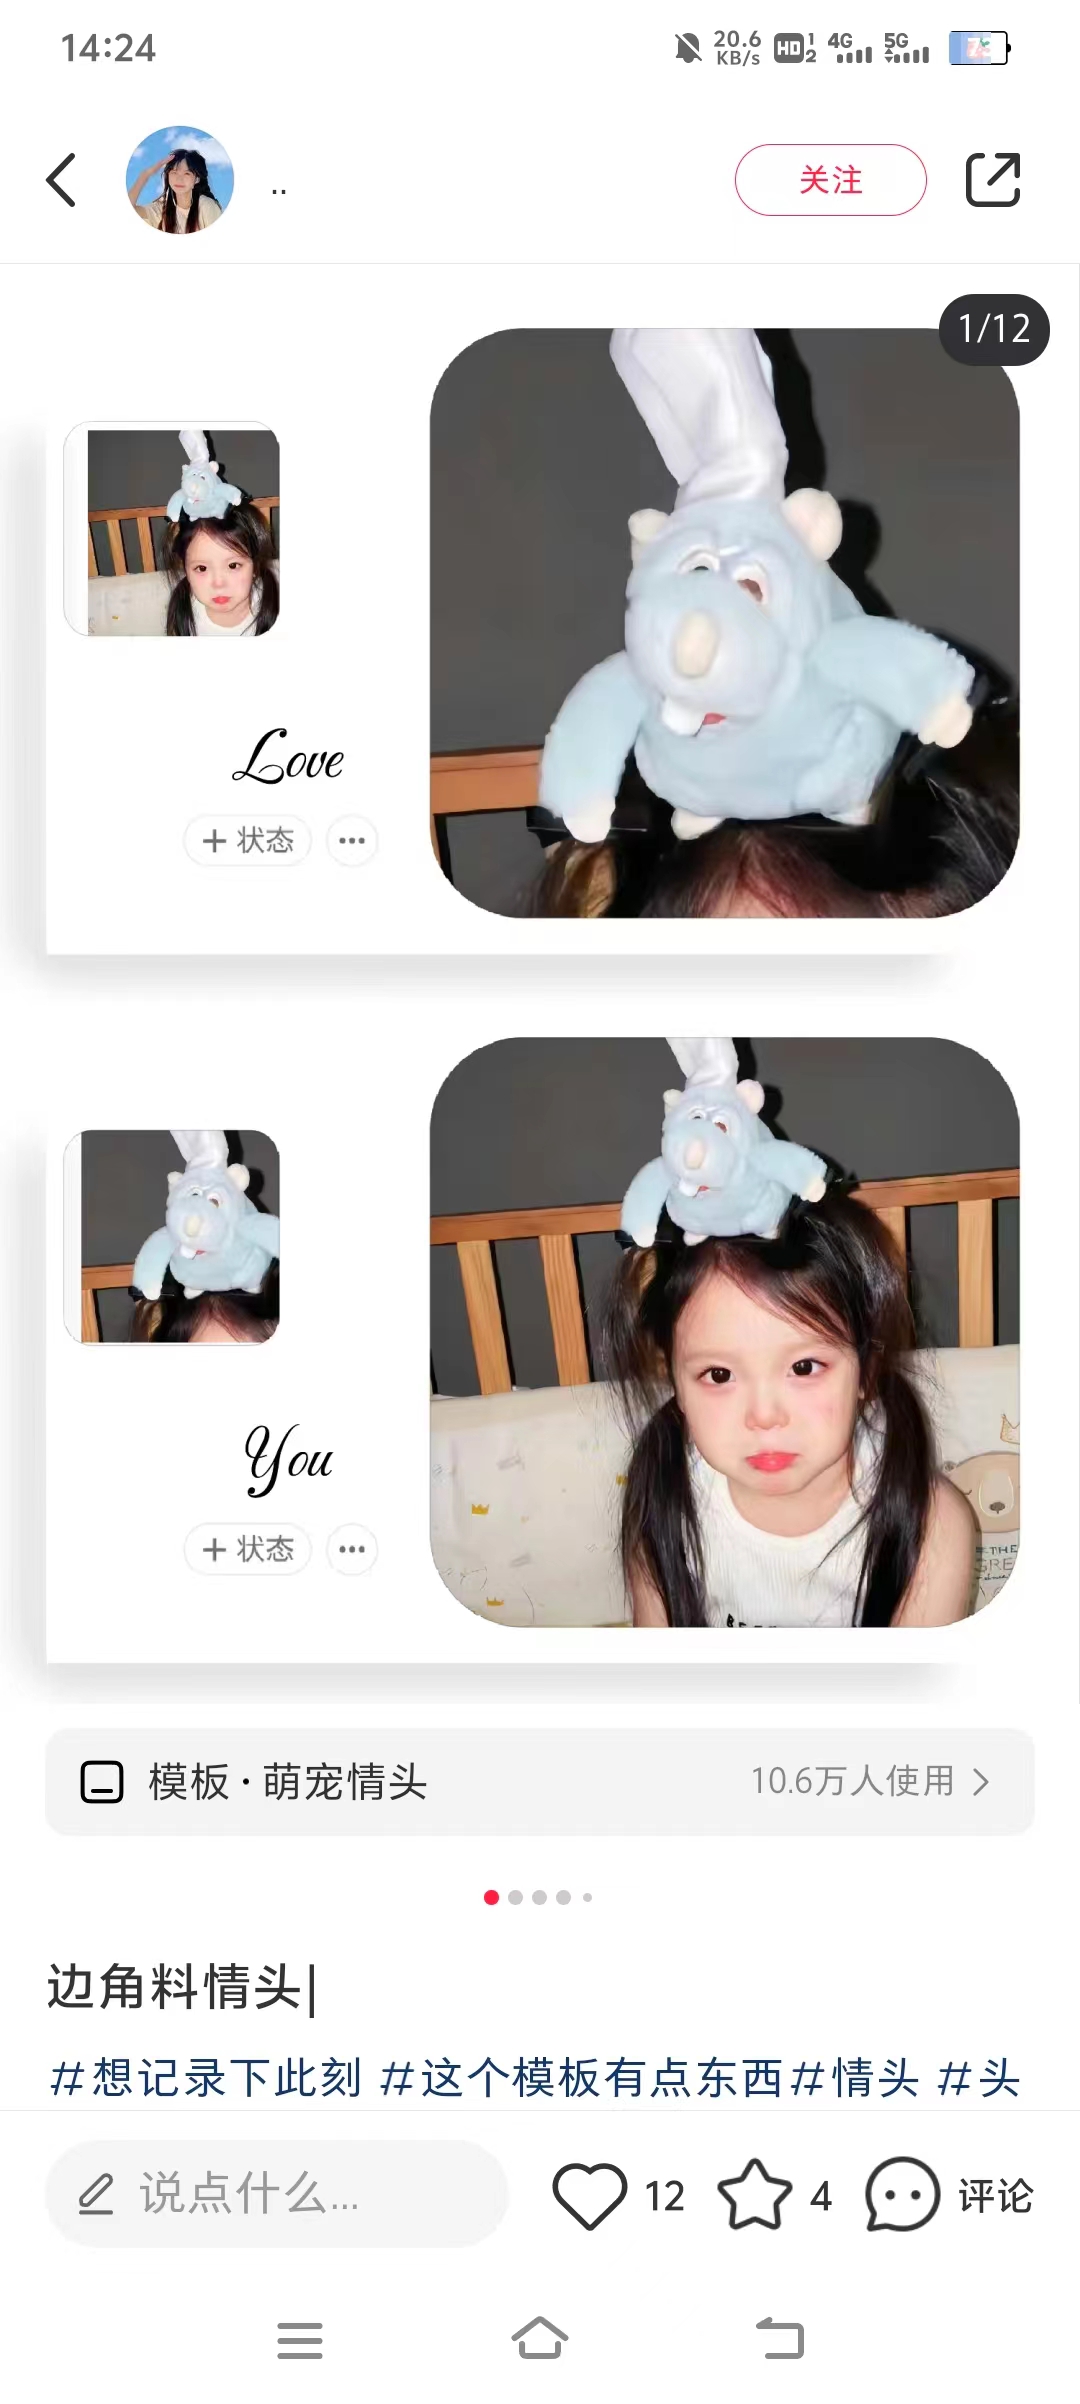 14:24
20.6 KB/s HD 1 2 4G 5G
..
关注
1/12
Love
+ 状态 ...
You
+ 状态 ...
模板·萌宠情头 10.6万人使用
边角料情头|
#想记录下此刻 #这个模板有点东西#情头 #头
说点什么... 12 4 评论